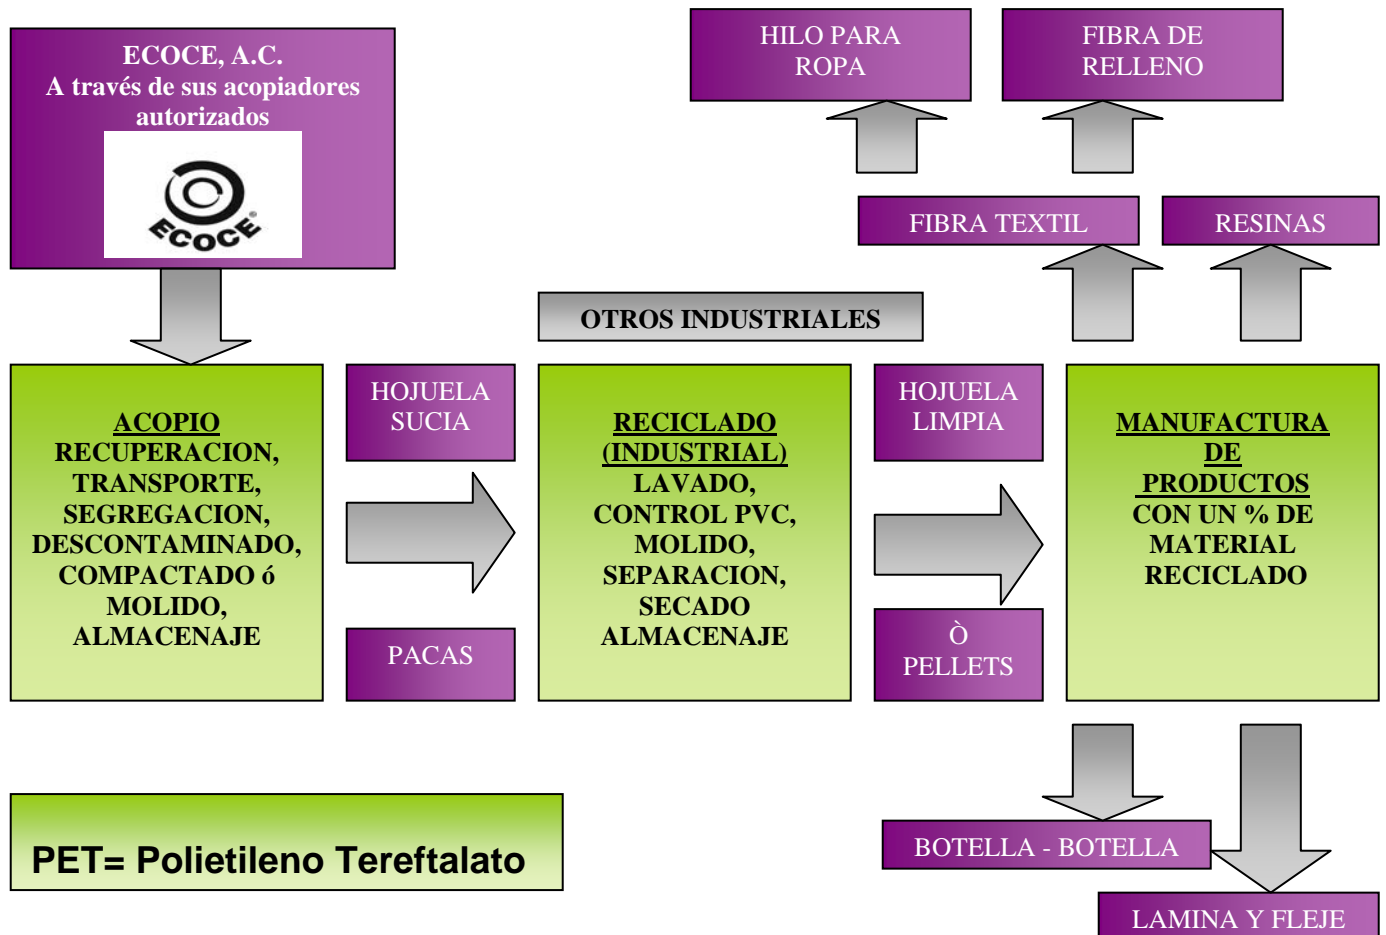 ECOCE, A.C.
A través de sus acopiadores
autorizados
ECOCE®
HILO PARA
ROPA
FIBRA DE
RELLENO
FIBRA TEXTIL
RESINAS
OTROS INDUSTRIALES
ACOPIO
RECUPERACION,
TRANSPORTE,
SEGREGACION,
DESCONTAMINADO,
COMPACTADO ó
MOLIDO,
ALMACENAJE
HOJUELA
SUCIA
PACAS
RECICLADO
(INDUSTRIAL)
LAVADO,
CONTROL PVC,
MOLIDO,
SEPARACION,
SECADO
ALMACENAJE
HOJUELA
LIMPIA
Ò
PELLETS
MANUFACTURA
DE
PRODUCTOS
CON UN % DE
MATERIAL
RECICLADO
BOTELLA - BOTELLA
LAMINA Y FLEJE
PET= Polietileno Tereftalato